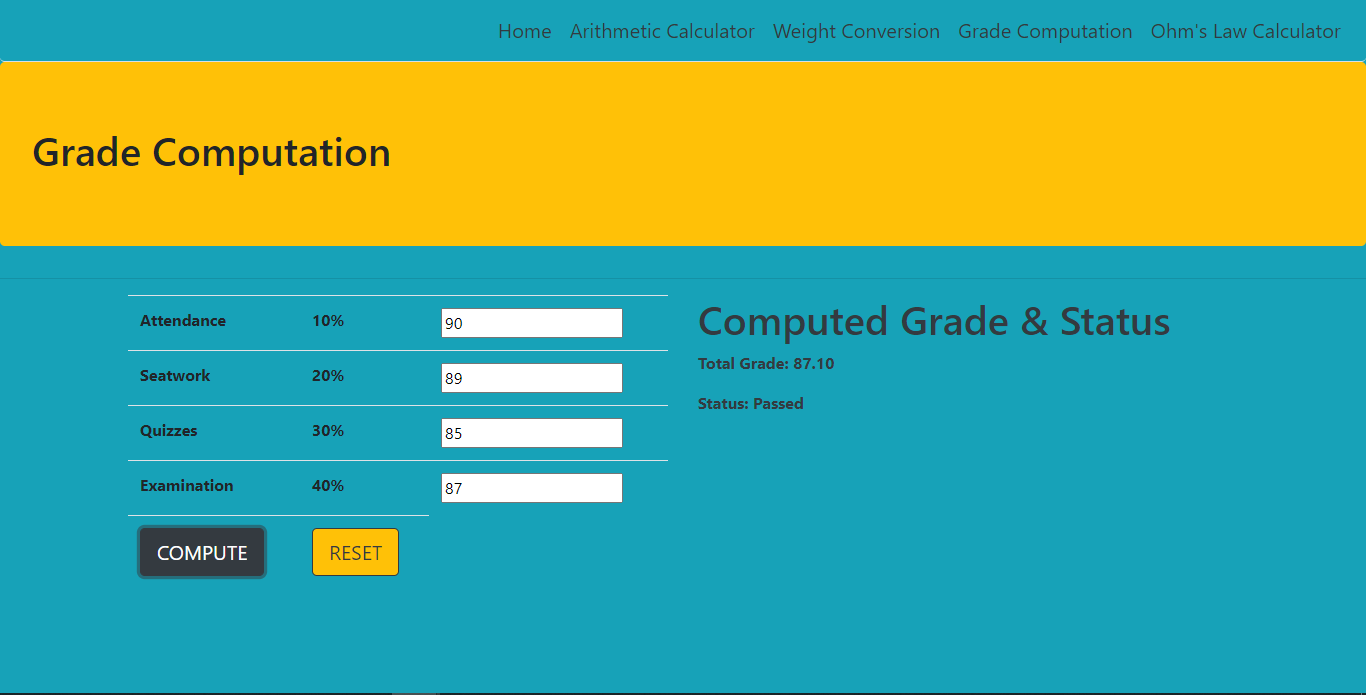 Home Arithmetic Calculator Weight Conversion Grade Computation Ohm's Law Calculator
Grade Computation
Attendance 10% 90
Seatwork 20% 89
Quizzes 30% 85
Examination 40% 87
COMPUTE RESET
Computed Grade & Status
Total Grade: 87.10
Status: Passed